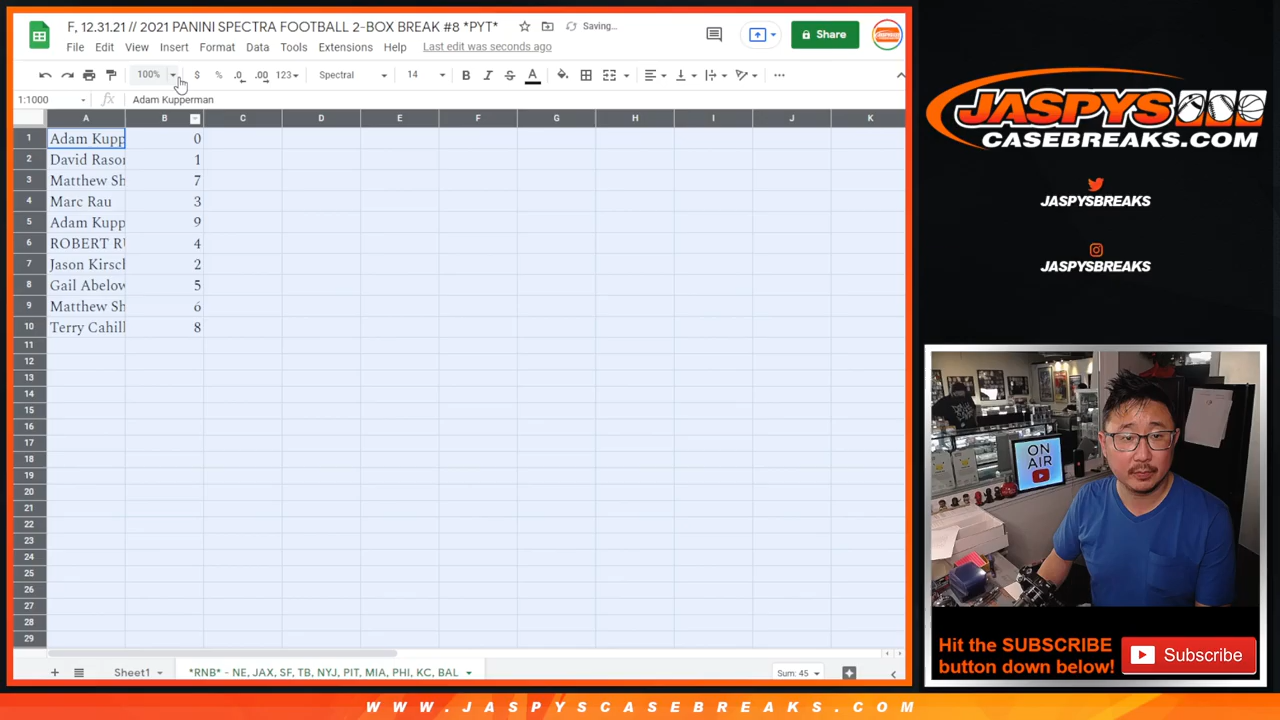 F, 12.31.21 // 2021 PANINI SPECTRA FOOTBALL 2-BOX BREAK #8 *PYT*
Saving...
File Edit View Insert Format Data Tools Extensions Help Last edit was seconds ago
Share
100% $ % .0 .00 123 Spectral 14 B I S A
1:1000 fx Adam Kupperman
A B C D E F G H I J K
1 Adam Kupp 0
2 David Rason 1
3 Matthew Sh 7
4 Marc Rau 3
5 Adam Kupp 9
6 ROBERT RU 4
7 Jason Kirsch 2
8 Gail Abelow 5
9 Matthew Sh 6
10 Terry Cahill 8
11
12
13
14
15
16
17
18
19
20
21
22
23
24
25
26
27
28
29
Sheet1 *RNB* - NE, JAX, SF, TB, NYJ, PIT, MIA, PHI, KC, BAL Sum: 45
JASPYS
CASEBREAKS.COM
JASPYSBREAKS
JASPYSBREAKS
ON
AIR
Hit the SUBSCRIBE
button down below!
Subscribe
WWW.JASPYSCASEBREAKS.COM